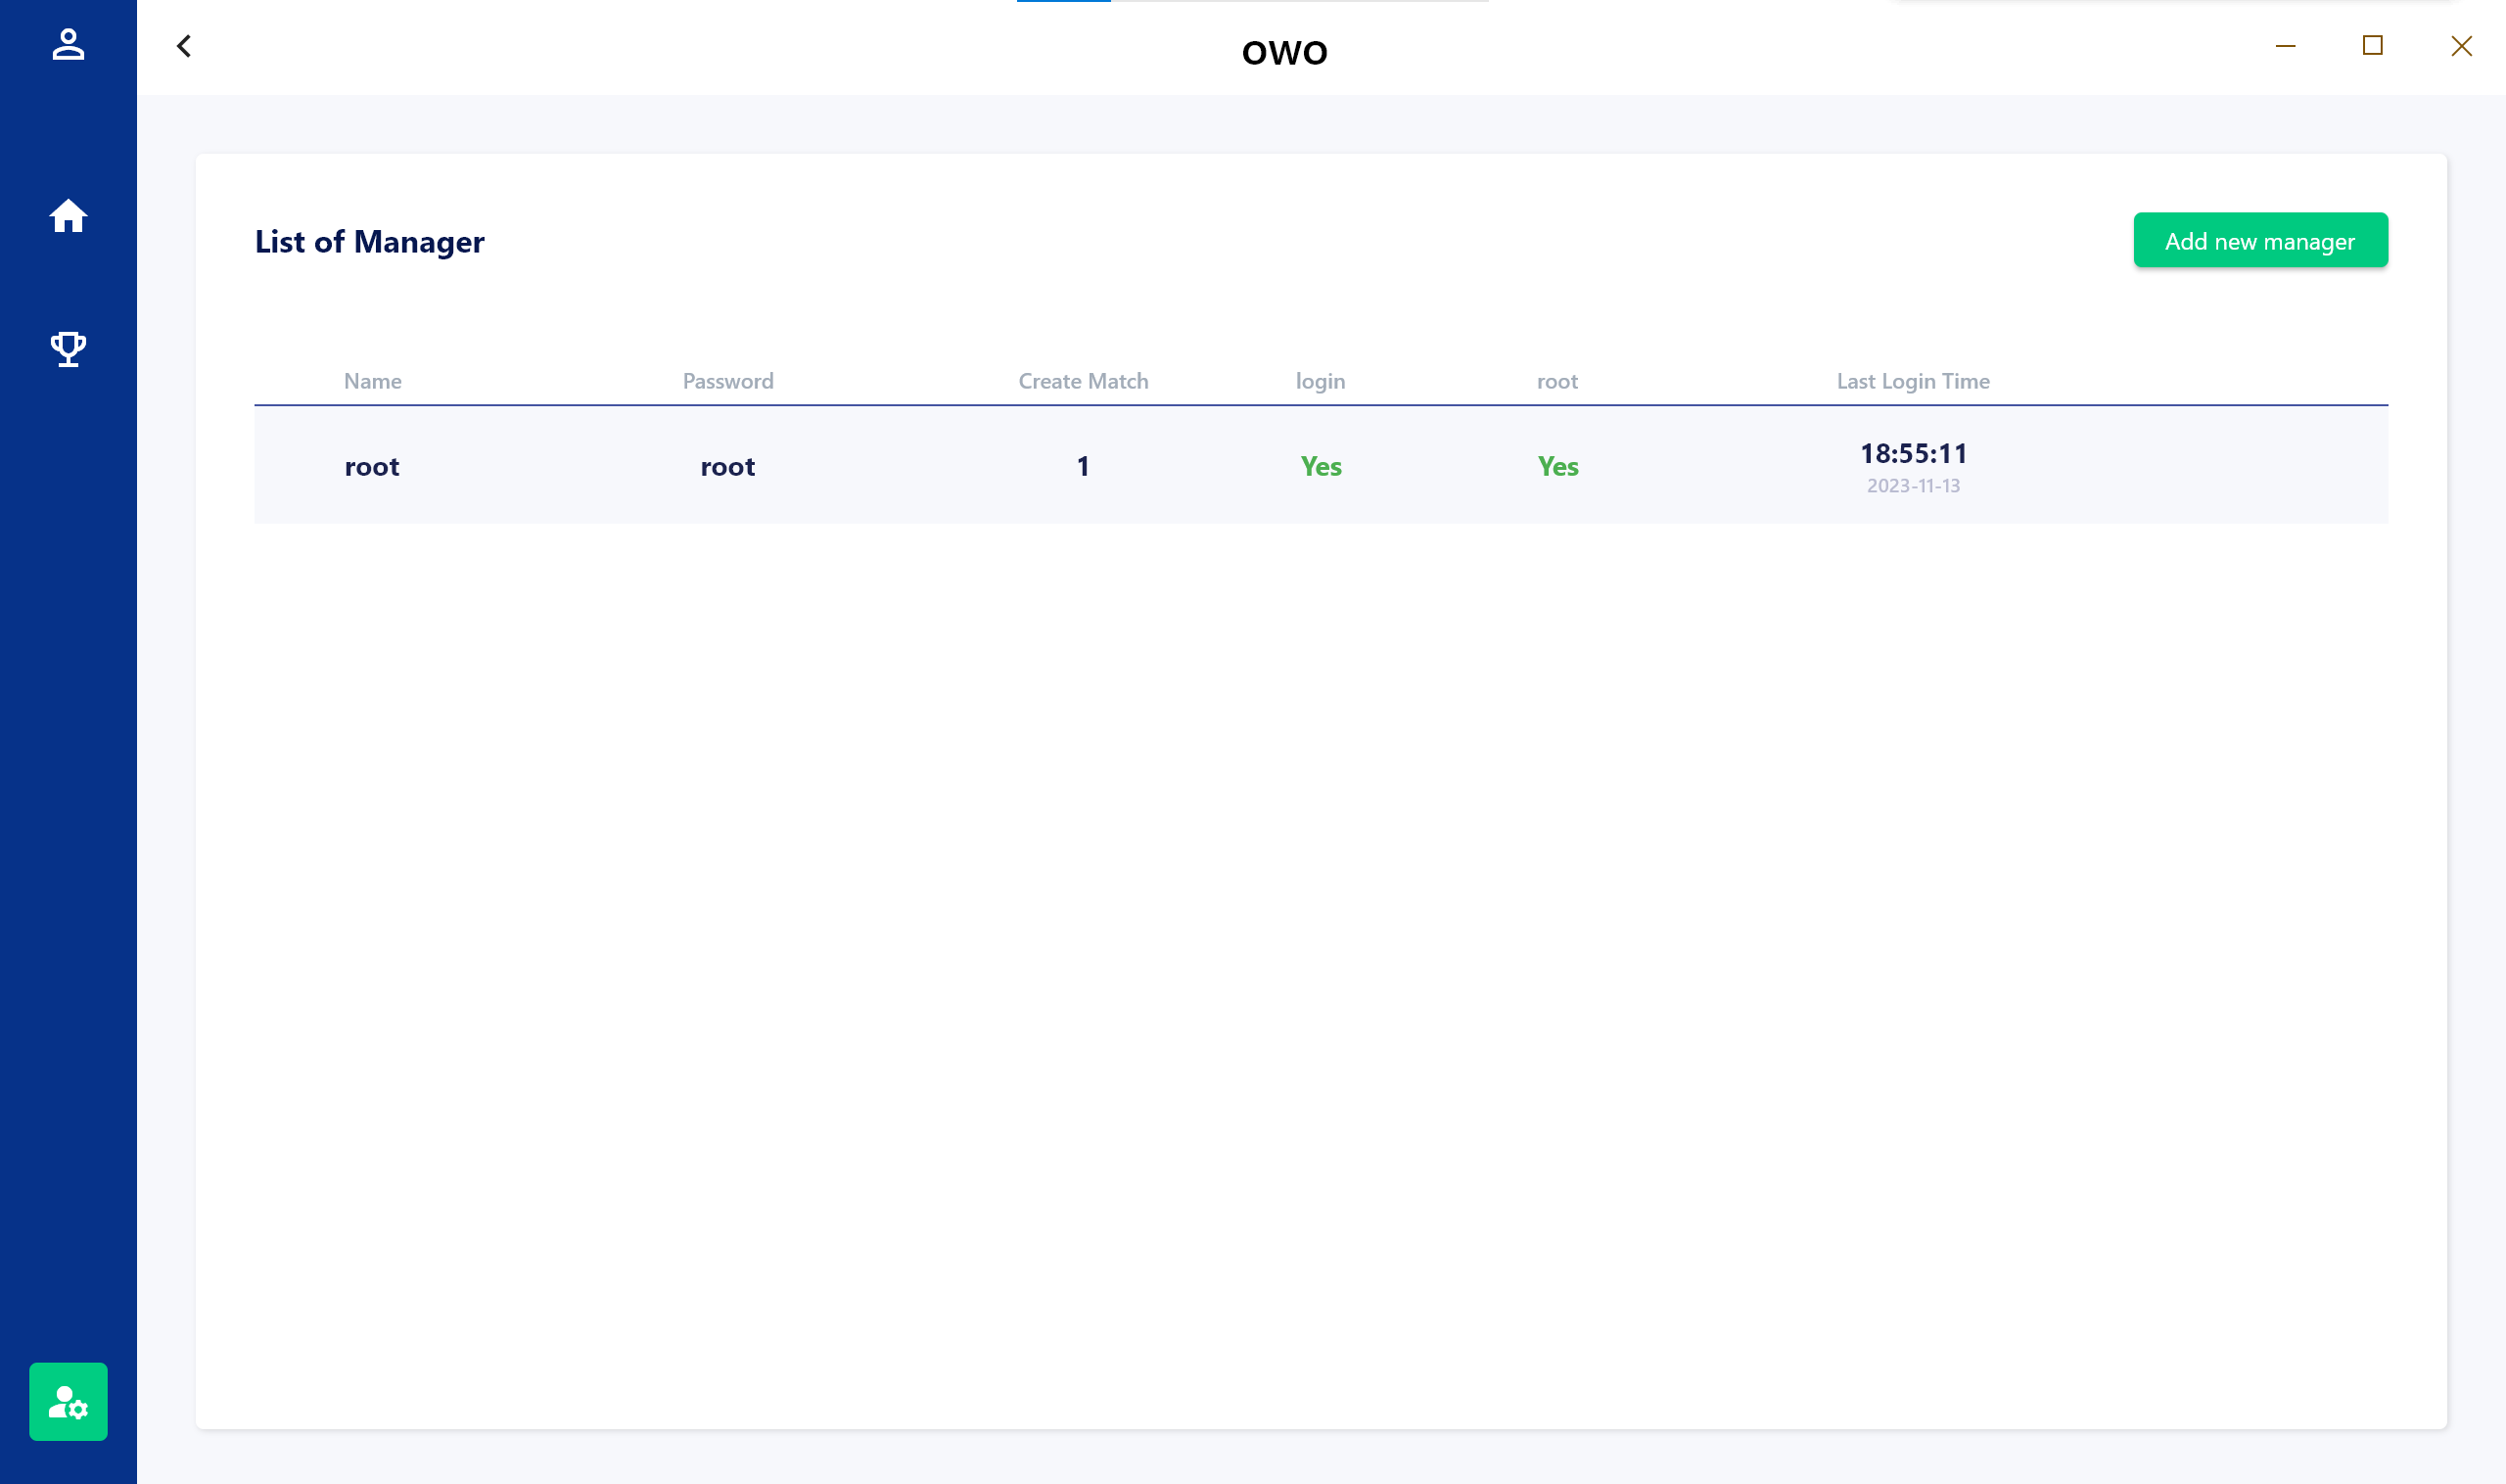 owo
List of Manager
Add new manager
Name Password Create Match login root Last Login Time
root root 1 Yes Yes 18:55:11
2023-11-13